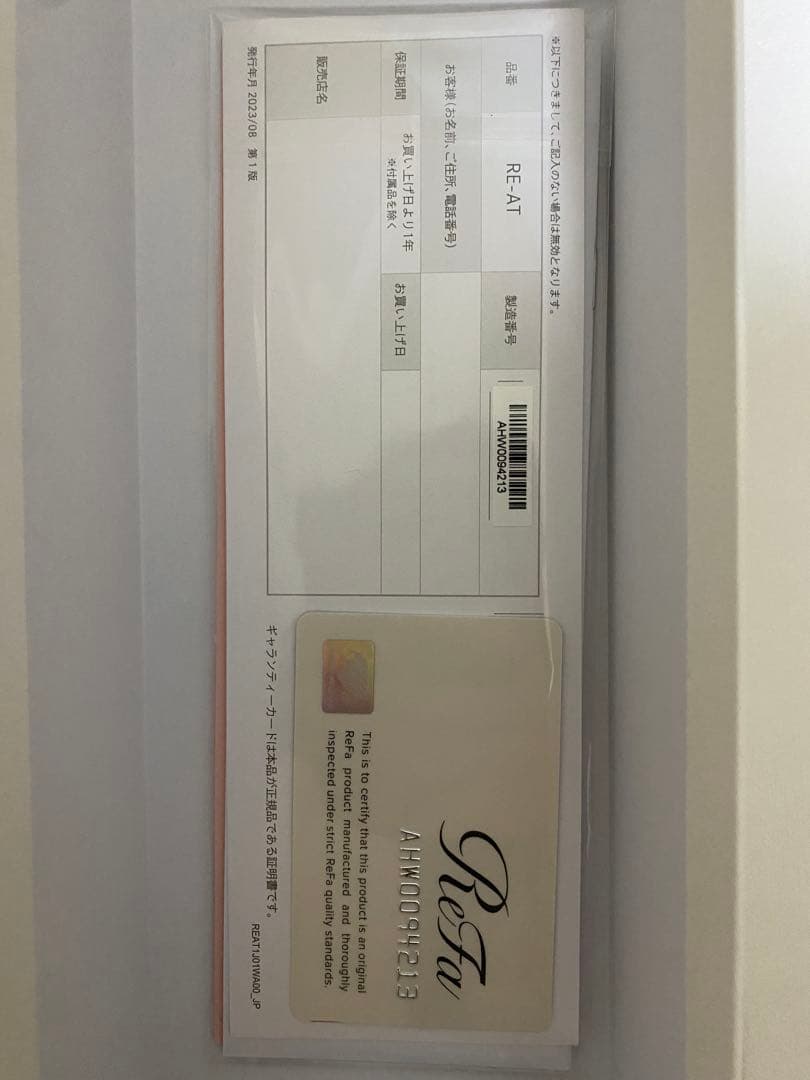 ※以下につきまして、ご記入のない場合は無効となります。
品番
RE-AT
製造番号
AHW0094213
お客様(お名前、ご住所、電話番号)
保証期間
お買い上げ日より1年
※付属品を除く
お買い上げ日
販売店名
発行年月 2023/08 第1版
ReFa
AHW0094213
This is to certify that this product is an original
ReFa product manufactured and thoroughly
inspected under strict ReFa quality standards.
ギャランティーカードは本品が正規品である証明書です。
REAT1J01WA00_JP